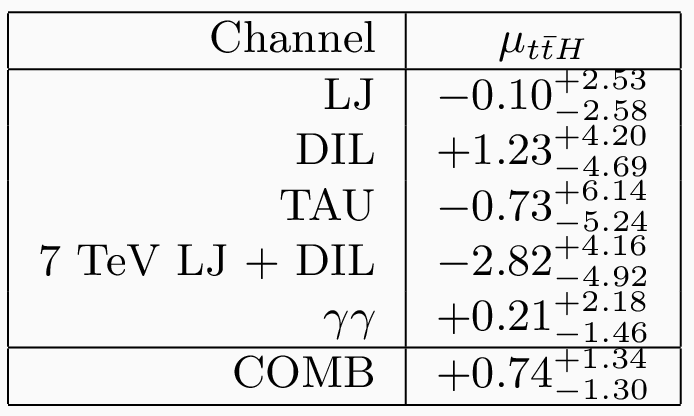 Channel μ_{tt̄H}
LJ −0.10^{+2.53}_{−2.58}
DIL +1.23^{+4.20}_{−4.69}
TAU −0.73^{+6.14}_{−5.24}
7 TeV LJ + DIL −2.82^{+4.16}_{−4.92}
γγ +0.21^{+2.18}_{−1.46}
COMB +0.74^{+1.34}_{−1.30}